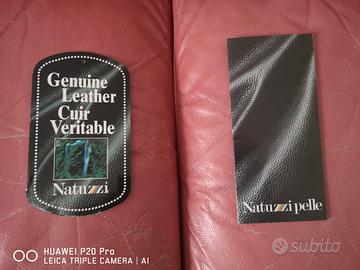 Genuine
Leather
Cuir
Veritable
Natuzzi
Natuzzi pelle
HUAWEI P20 Pro
LEICA TRIPLE CAMERA | AI
subito